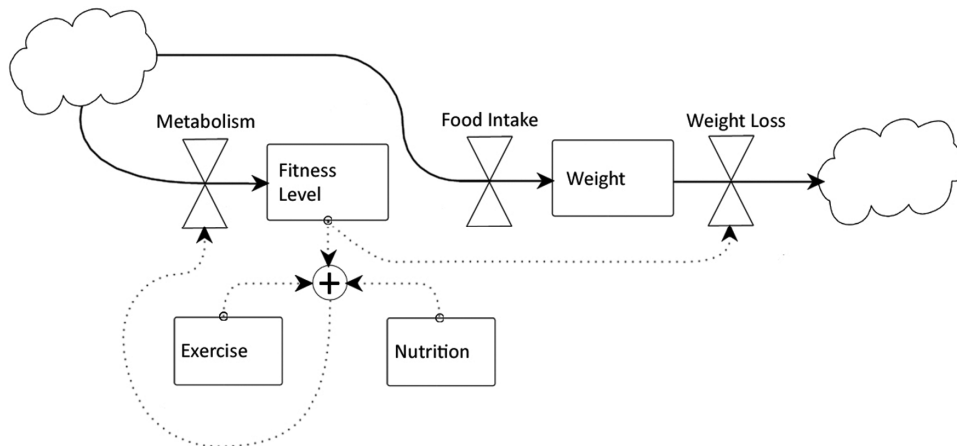 Metabolism
Food Intake
Weight Loss
Fitness
Level
Weight
+
Exercise
Nutrition